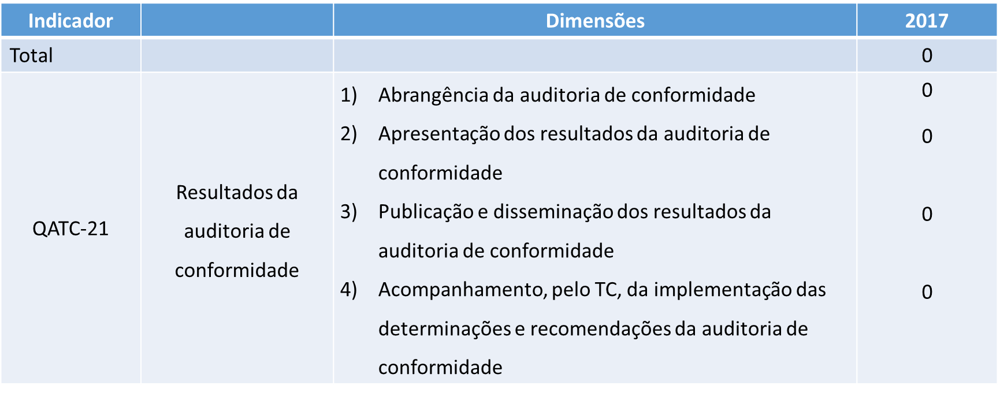 Indicador Dimensões 2017
Total 0
QATC-21
Resultados da
auditoria de
conformidade
1) Abrangência da auditoria de conformidade 0
2) Apresentação dos resultados da auditoria de 0
conformidade
3) Publicação e disseminação dos resultados da 0
auditoria de conformidade
4) Acompanhamento, pelo TC, da implementação das 0
determinações e recomendações da auditoria de
conformidade